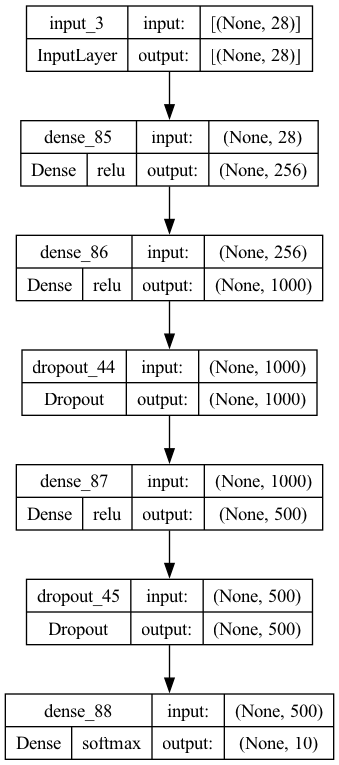 input_3 input: [(None, 28)]
InputLayer output: [(None, 28)]
dense_85 input: (None, 28)
Dense relu output: (None, 256)
dense_86 input: (None, 256)
Dense relu output: (None, 1000)
dropout_44 input: (None, 1000)
Dropout output: (None, 1000)
dense_87 input: (None, 1000)
Dense relu output: (None, 500)
dropout_45 input: (None, 500)
Dropout output: (None, 500)
dense_88 input: (None, 500)
Dense softmax output: (None, 10)